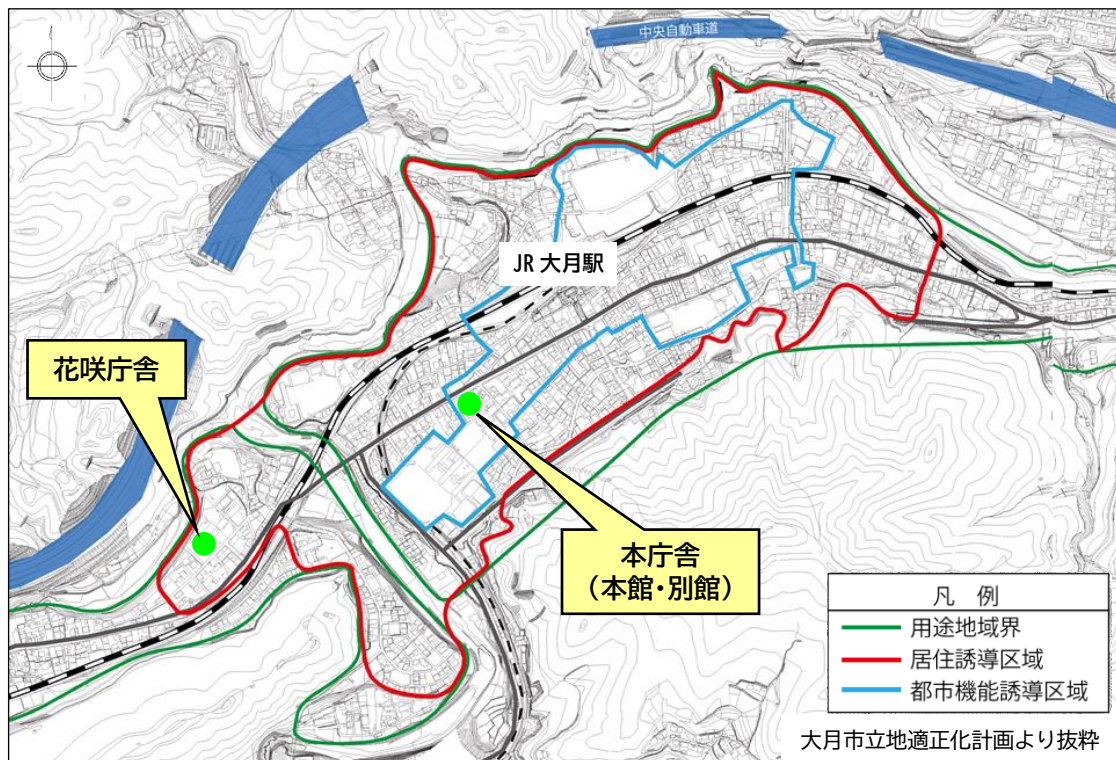 中央自動車道
JR 大月駅
花咲庁舎
本庁舎
（本館・別館）
凡 例
用途地域界
居住誘導区域
都市機能誘導区域
大月市立地適正化計画より抜粋